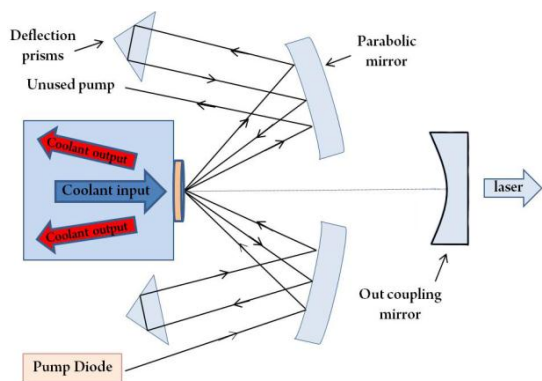 Deflection
prisms
Parabolic
mirror
Unused pump
Coolant output
Coolant input
Coolant output
laser
Out coupling
mirror
Pump Diode